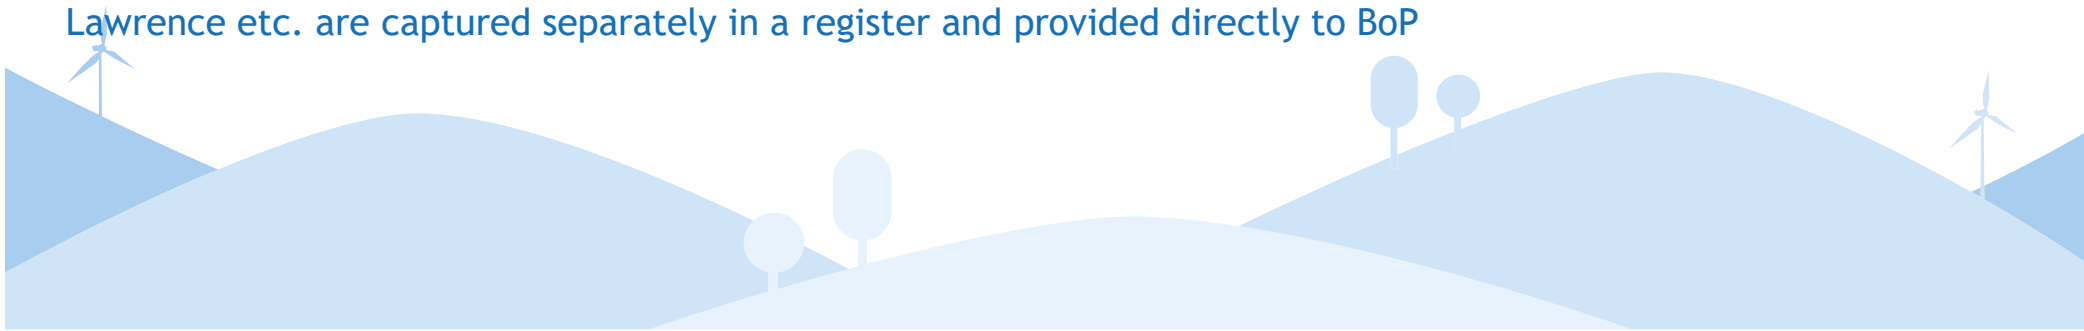 Lawrence etc. are captured separately in a register and provided directly to BoP